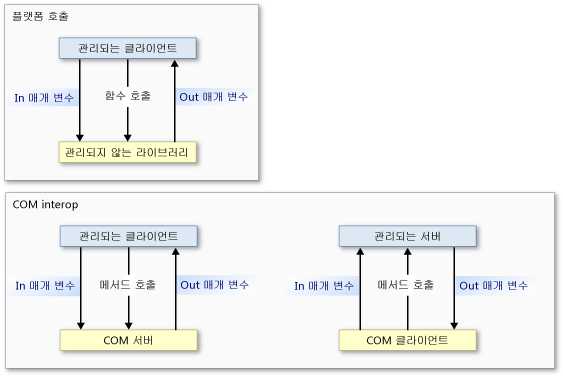 플랫폼 호출
관리되는 클라이언트
In 매개 변수
함수 호출
Out 매개 변수
관리되지 않는 라이브러리
COM interop
관리되는 클라이언트
In 매개 변수
메서드 호출
Out 매개 변수
COM 서버
관리되는 서버
In 매개 변수
메서드 호출
Out 매개 변수
COM 클라이언트